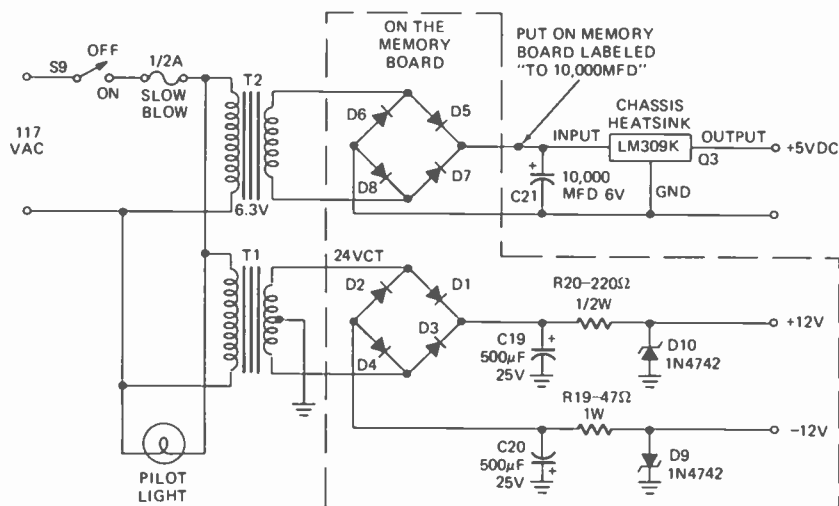 ON THE
MEMORY
BOARD
PUT ON MEMORY
BOARD LABELED
"TO 10,000MFD"
S9
OFF
ON
1/2A
SLOW
BLOW
T2
D6
D5
D8
D7
INPUT
CHASSIS
HEATSINK
LM309K
OUTPUT
Q3
+5VDC
117
VAC
+
C21
10,000
MFD 6V
GND
6.3V
T1
24VCT
D2
D1
D4
D3
R20-220Ω
1/2W
+12V
C19
500µF
25V
+
D10
1N4742
R19-47Ω
1W
-12V
C20
500µF
25V
+
D9
1N4742
PILOT
LIGHT